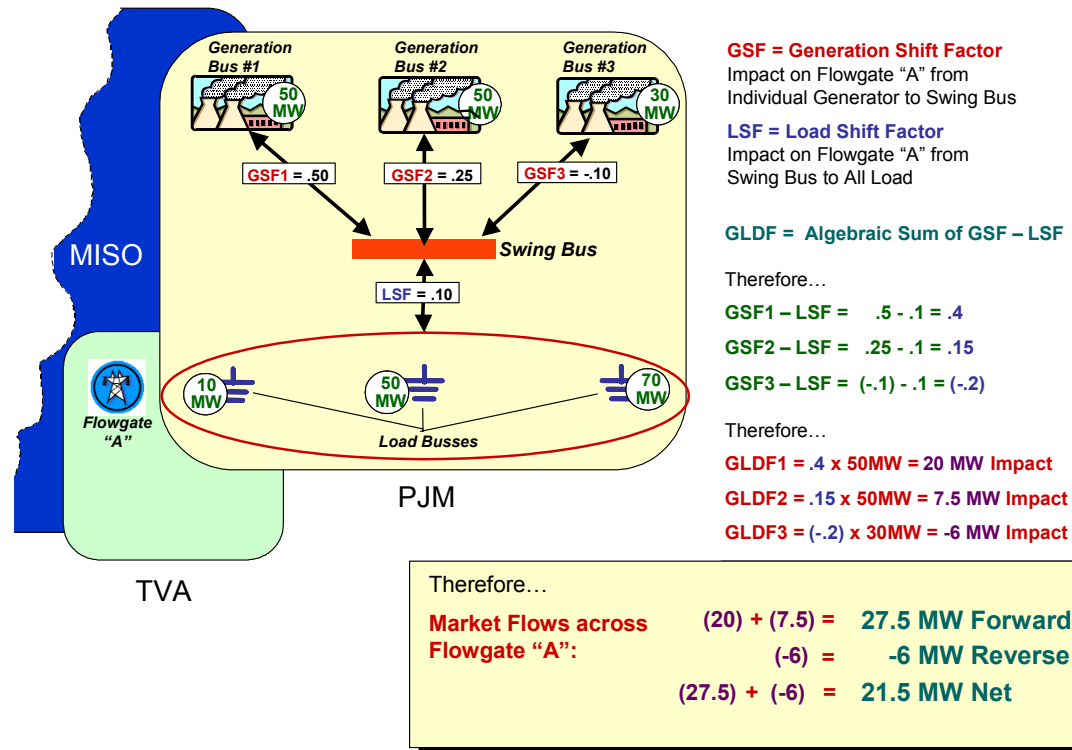 Generation
Bus #1
Generation
Bus #2
Generation
Bus #3
50
MW
50
MW
30
MW
GSF1 = .50
GSF2 = .25
GSF3 = -.10
Swing Bus
LSF = .10
MISO
10
MW
50
MW
70
MW
Load Busses
Flowgate
“A”
PJM
TVA
GSF = Generation Shift Factor
Impact on Flowgate “A” from
Individual Generator to Swing Bus
LSF = Load Shift Factor
Impact on Flowgate “A” from
Swing Bus to All Load
GLDF = Algebraic Sum of GSF – LSF
Therefore…
GSF1 – LSF = .5 - .1 = .4
GSF2 – LSF = .25 - .1 = .15
GSF3 – LSF = (-.1) - .1 = (-.2)
Therefore…
GLDF1 = .4 x 50MW = 20 MW Impact
GLDF2 = .15 x 50MW = 7.5 MW Impact
GLDF3 = (-.2) x 30MW = -6 MW Impact
Therefore…
Market Flows across
Flowgate “A”:
(20) + (7.5) = 27.5 MW Forward
(-6) = -6 MW Reverse
(27.5) + (-6) = 21.5 MW Net